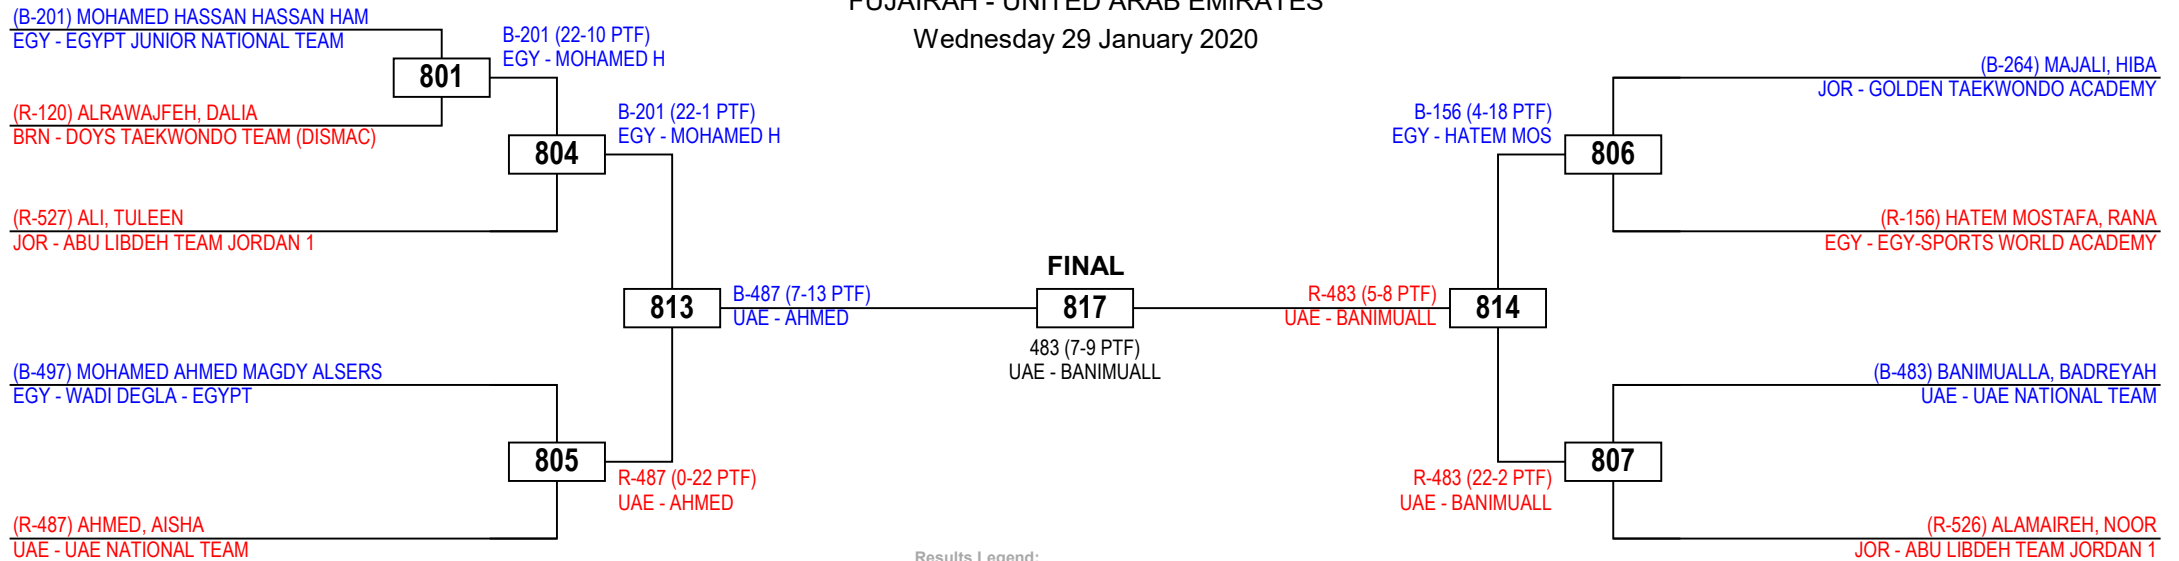 FUJAIRAH - UNITED ARAB EMIRATES
Wednesday 29 January 2020
(B-201) MOHAMED HASSAN HASSAN HAM
EGY - EGYPT JUNIOR NATIONAL TEAM
801
B-201 (22-10 PTF)
EGY - MOHAMED H
(R-120) ALRAWAJFEH, DALIA
BRN - DOYS TAEKWONDO TEAM (DISMAC)
804
B-201 (22-1 PTF)
EGY - MOHAMED H
(R-527) ALI, TULEEN
JOR - ABU LIBDEH TEAM JORDAN 1
813
B-487 (7-13 PTF)
UAE - AHMED
(B-497) MOHAMED AHMED MAGDY ALSERS
EGY - WADI DEGLA - EGYPT
805
R-487 (0-22 PTF)
UAE - AHMED
(R-487) AHMED, AISHA
UAE - UAE NATIONAL TEAM
FINAL
817
483 (7-9 PTF)
UAE - BANIMUALL
(B-264) MAJALI, HIBA
JOR - GOLDEN TAEKWONDO ACADEMY
B-156 (4-18 PTF)
EGY - HATEM MOS
806
(R-156) HATEM MOSTAFA, RANA
EGY - EGY-SPORTS WORLD ACADEMY
R-483 (5-8 PTF)
UAE - BANIMUALL
814
(B-483) BANIMUALLA, BADREYAH
UAE - UAE NATIONAL TEAM
807
R-483 (22-2 PTF)
UAE - BANIMUALL
(R-526) ALAMAIREH, NOOR
JOR - ABU LIBDEH TEAM JORDAN 1
Results Legend: